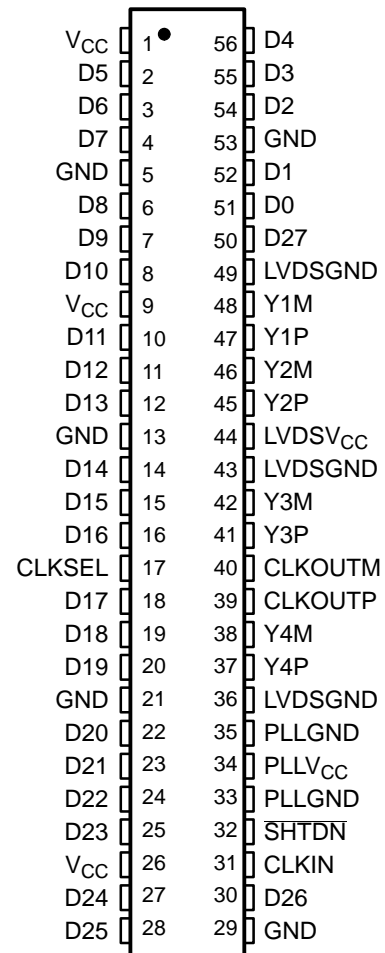 VCC 1 56 D4
D5 2 55 D3
D6 3 54 D2
D7 4 53 GND
GND 5 52 D1
D8 6 51 D0
D9 7 50 D27
D10 8 49 LVDSGND
VCC 9 48 Y1M
D11 10 47 Y1P
D12 11 46 Y2M
D13 12 45 Y2P
GND 13 44 LVDSVCC
D14 14 43 LVDSGND
D15 15 42 Y3M
D16 16 41 Y3P
CLKSEL 17 40 CLKOUTM
D17 18 39 CLKOUTP
D18 19 38 Y4M
D19 20 37 Y4P
GND 21 36 LVDSGND
D20 22 35 PLLGND
D21 23 34 PLLVCC
D22 24 33 PLLGND
D23 25 32 SHTDN
VCC 26 31 CLKIN
D24 27 30 D26
D25 28 29 GND